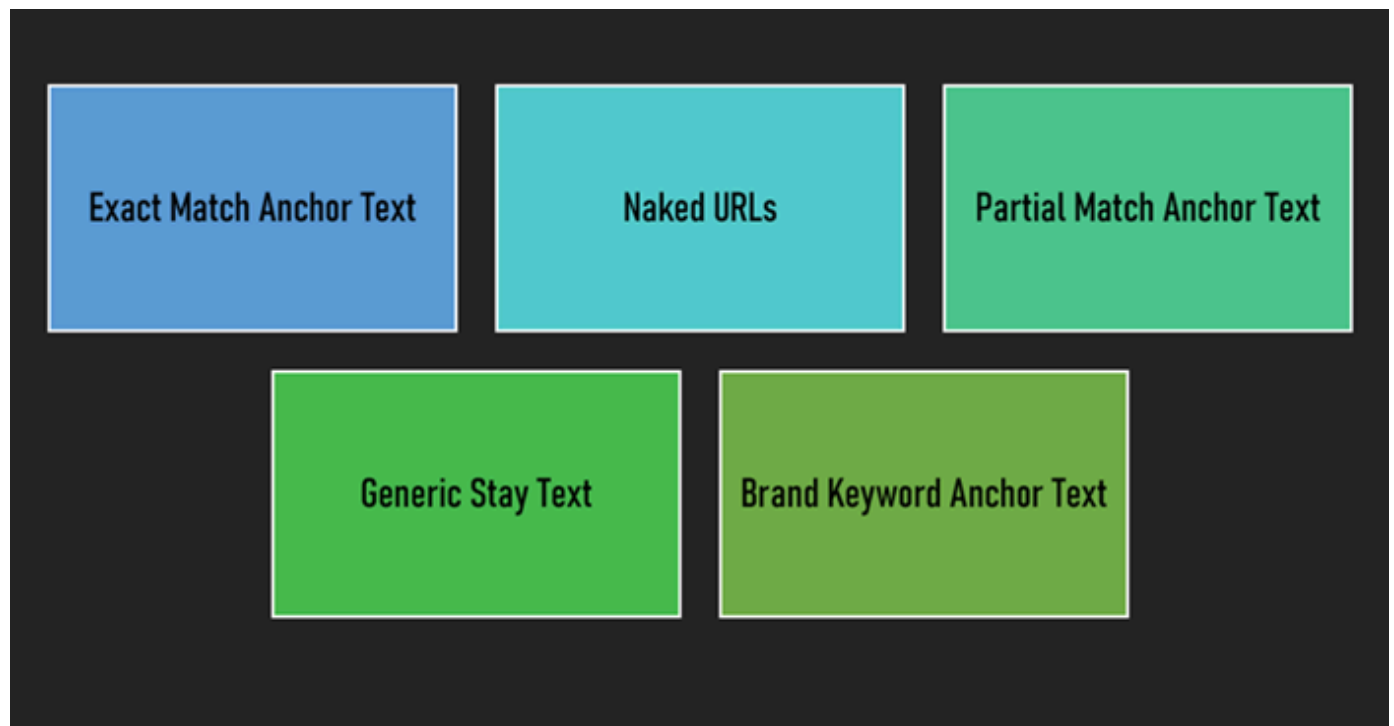 Exact Match Anchor Text
Naked URLs
Partial Match Anchor Text
Generic Stay Text
Brand Keyword Anchor Text